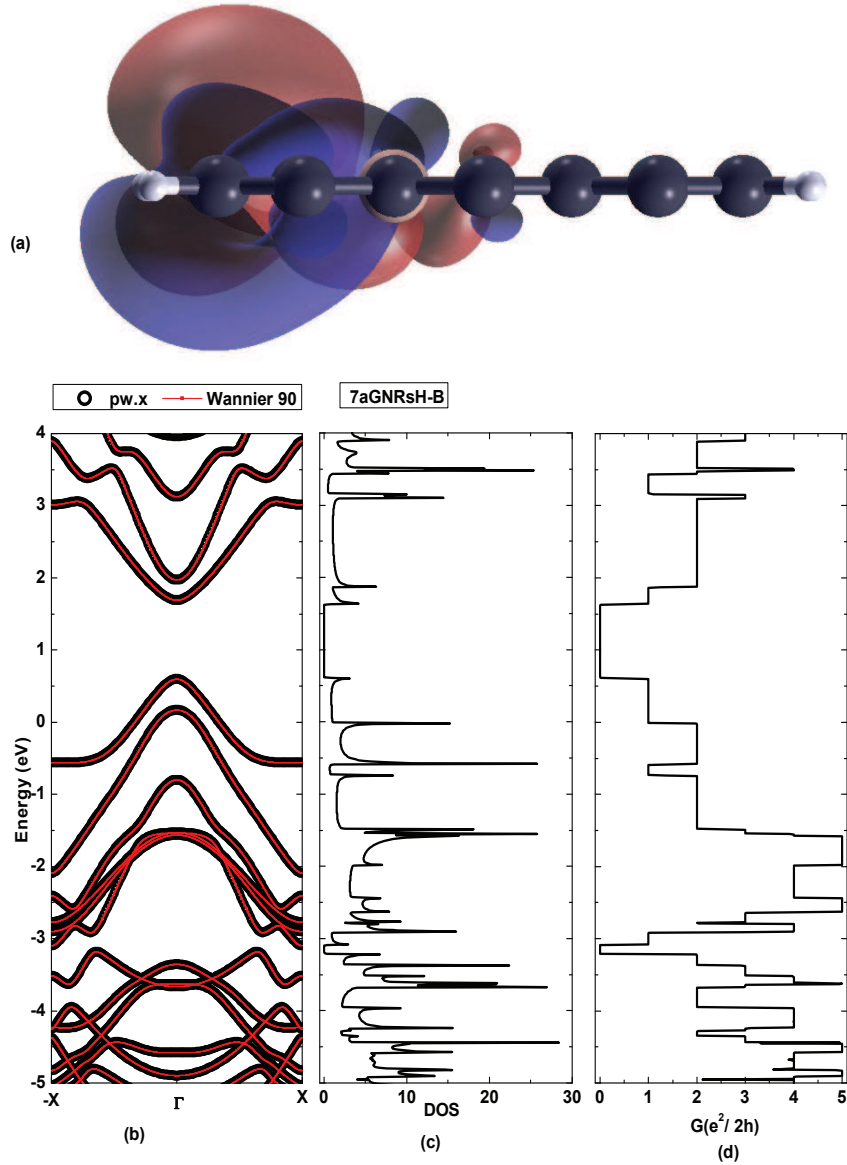 (a)
pw.x Wannier 90 7aGNRsH-B
4
3
2
1
0
-1
-2
-3
-4
-5
Energy (eV)
-X Γ X
0 10 20 30
0 1 2 3 4 5
DOS
G(e²/ 2h)
(b)
(c)
(d)